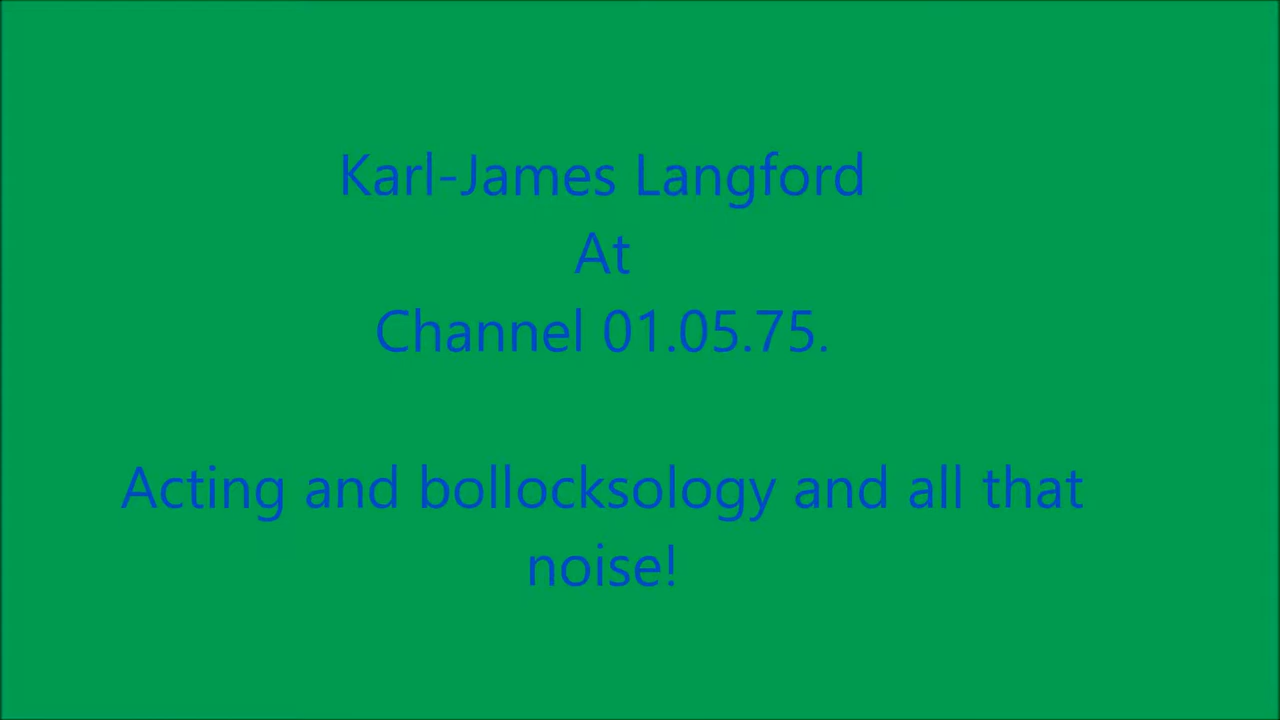 Karl-James Langford
At
Channel 01.05.75.
Acting and bollocksology and all that
noise!